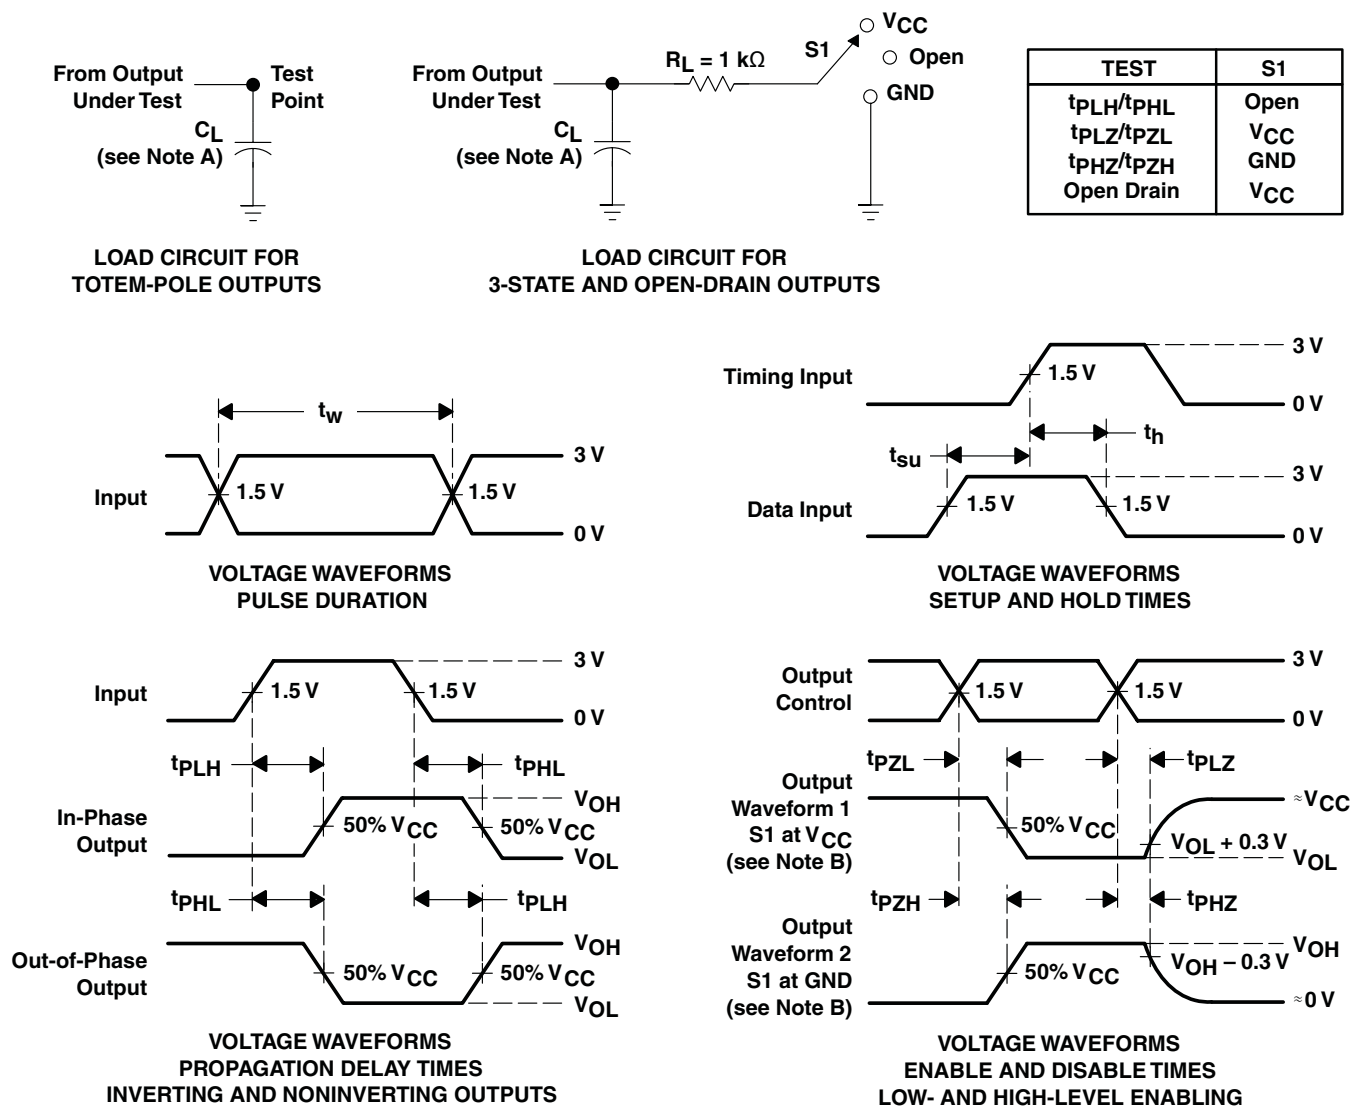 From Output
Under Test
Test
Point
CL
(see Note A)
LOAD CIRCUIT FOR
TOTEM-POLE OUTPUTS
From Output
Under Test
RL = 1 kΩ
S1
VCC
Open
GND
CL
(see Note A)
LOAD CIRCUIT FOR
3-STATE AND OPEN-DRAIN OUTPUTS
TEST S1
tPLH/tPHL Open
tPLZ/tPZL VCC
tPHZ/tPZH GND
Open Drain VCC
tw
3 V
Input
1.5 V
1.5 V
0 V
VOLTAGE WAVEFORMS
PULSE DURATION
Timing Input
3 V
1.5 V
0 V
th
tsu
Data Input
3 V
1.5 V
1.5 V
0 V
VOLTAGE WAVEFORMS
SETUP AND HOLD TIMES
Input
3 V
1.5 V
1.5 V
0 V
tPLH
tPHL
In-Phase
Output
VOH
50% VCC
50% VCC
VOL
tPHL
tPLH
Out-of-Phase
Output
VOH
50% VCC
50% VCC
VOL
VOLTAGE WAVEFORMS
PROPAGATION DELAY TIMES
INVERTING AND NONINVERTING OUTPUTS
Output
Control
3 V
1.5 V
1.5 V
0 V
tPZL
tPLZ
Output
Waveform 1
S1 at VCC
(see Note B)
≈VCC
50% VCC
VOL + 0.3 V
VOL
tPZH
tPHZ
Output
Waveform 2
S1 at GND
(see Note B)
VOH
50% VCC
VOH − 0.3 V
≈0 V
VOLTAGE WAVEFORMS
ENABLE AND DISABLE TIMES
LOW- AND HIGH-LEVEL ENABLING